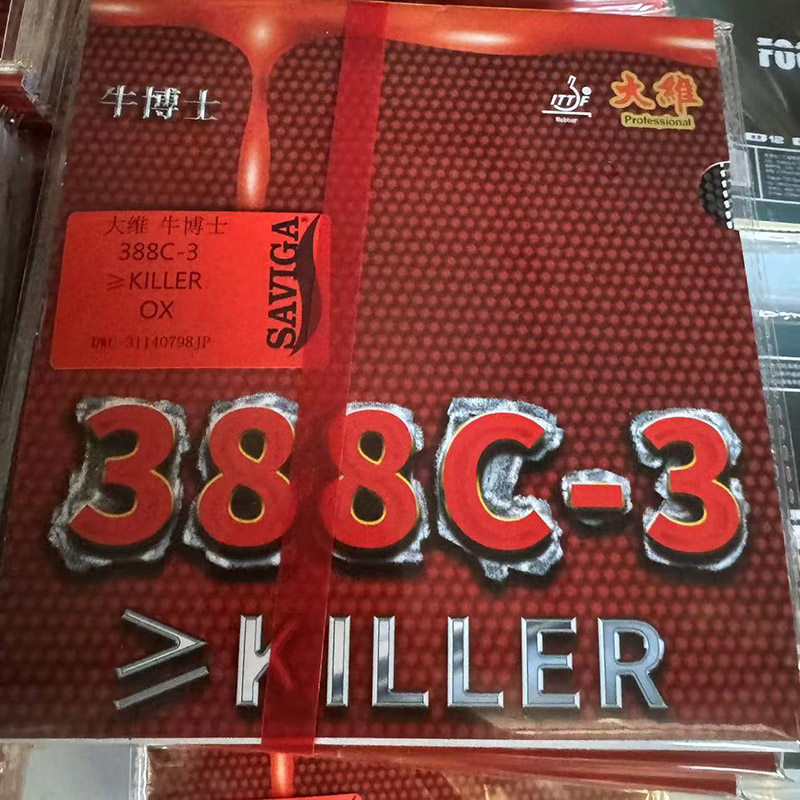 牛博士
ITTF
Rubber
大維
Professional
大维 牛博士
388C-3
≥KILLER
OX
DWC 31140798JP
SAVIGA
388C-3
≥KILLER